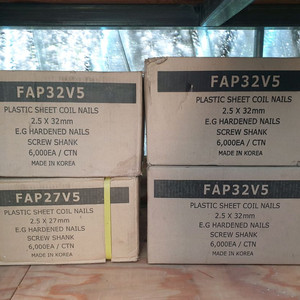 FAP32V5
PLASTIC SHEET COIL NAILS
2.5 X 32mm
E.G HARDENED NAILS
SCREW SHANK
6,000EA / CTN
MADE IN KOREA
FAP32V5
PLASTIC SHEET COIL NAILS
2.5 X 32mm
E.G HARDENED NAILS
SCREW SHANK
6,000EA / CTN
MADE IN KOREA
FAP27V5
PLASTIC SHEET COIL NAILS
2.5 X 27mm
E.G HARDENED NAILS
SCREW SHANK
6,000EA / CTN
MADE IN KOREA
FAP32V5
PLASTIC SHEET COIL NAILS
2.5 X 32mm
E.G HARDENED NAILS
SCREW SHANK
6,000EA / CTN
MADE IN KOREA